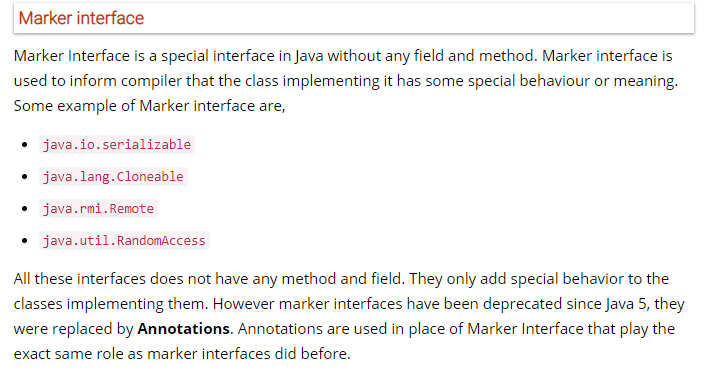 Marker interface
Marker Interface is a special interface in Java without any field and method. Marker interface is
used to inform compiler that the class implementing it has some special behaviour or meaning.
Some example of Marker interface are,
java.io.serializable
java.lang.Cloneable
java.rmi.Remote
java.util.RandomAccess
All these interfaces does not have any method and field. They only add special behavior to the
classes implementing them. However marker interfaces have been deprecated since Java 5, they
were replaced by Annotations. Annotations are used in place of Marker Interface that play the
exact same role as marker interfaces did before.